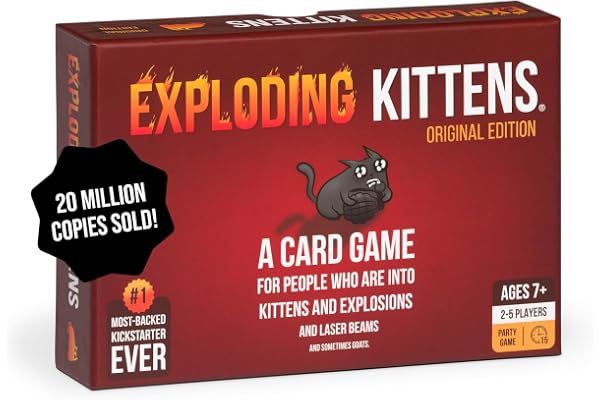 EXPLODING KITTENS
EXPLODING KITTENS®
ORIGINAL EDITION
20 MILLION
COPIES SOLD!
A CARD GAME
FOR PEOPLE WHO ARE INTO
KITTENS AND EXPLOSIONS
AND LASER BEAMS
AND SOMETIMES GOATS.
#1
MOST-BACKED
KICKSTARTER
EVER
AGES 7+
2-5 PLAYERS
PARTY
GAME
15